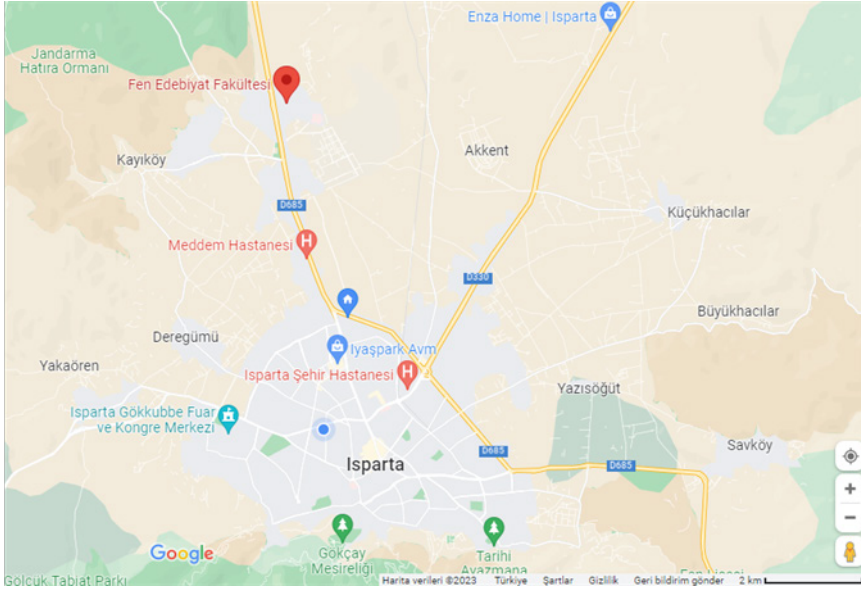 Enza Home | Isparta
Jandarma
Hatıra Ormanı
Fen Edebiyat Fakültesi
Kayıköy
Akkent
D685
Küçükhacılar
Meddem Hastanesi
H
D330
Büyükhacılar
Deregümü
Iyaşpark Avm
Yakaören
Isparta Şehir Hastanesi
H
Yazısöğüt
Isparta Gökkubbe Fuar
ve Kongre Merkezi
Savköy
D685
Isparta
D685
Google
Gökçay
Mesireliği
Tarihi
Ayazmana
Fen Lisesi
Gölcük Tabiat Parkı
Harita verileri ©2023 Türkiye Şartlar Gizlilik Geri bildirim gönder 2 km